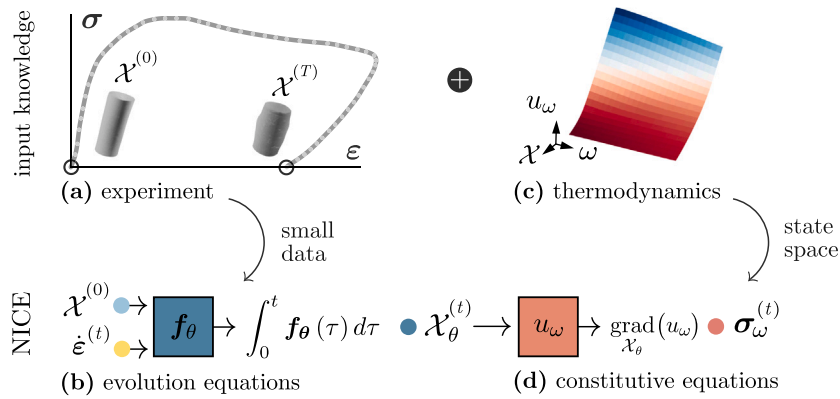 input knowledge
σ
𝒳^(0)
𝒳^(T)
ε
(a) experiment
+
u_ω
𝒳
ω
(c) thermodynamics
small
data
state
space
NICE
𝒳^(0)
ε̇^(t)
f_θ
∫_0^t f_θ (τ) dτ
𝒳_θ^(t)
u_ω
grad_{𝒳_θ}(u_ω)
σ_ω^(t)
(b) evolution equations
(d) constitutive equations